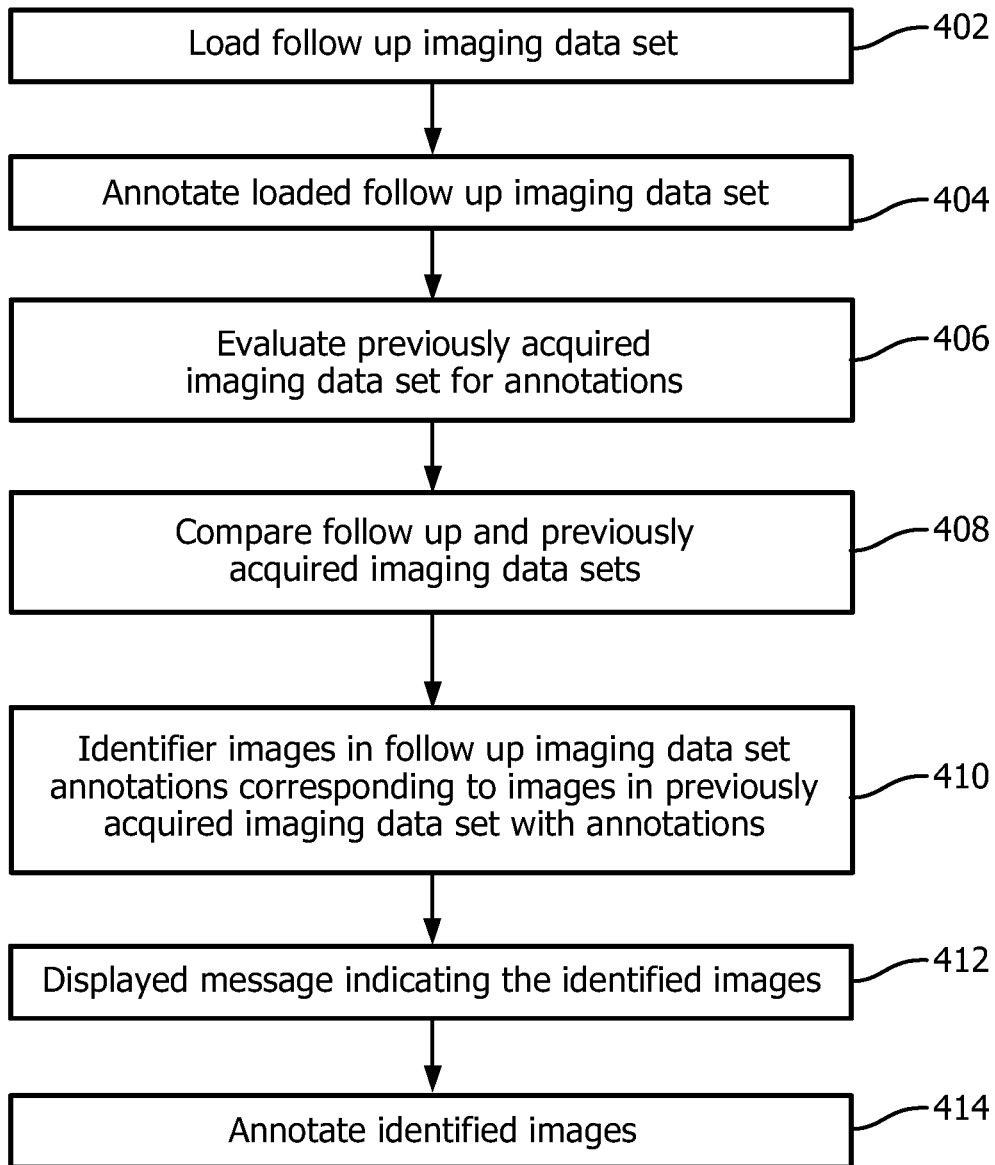 Load follow up imaging data set
402
Annotate loaded follow up imaging data set
404
Evaluate previously acquired
imaging data set for annotations
406
Compare follow up and previously
acquired imaging data sets
408
Identifier images in follow up imaging data set
annotations corresponding to images in previously
acquired imaging data set with annotations
410
Displayed message indicating the identified images
412
Annotate identified images
414